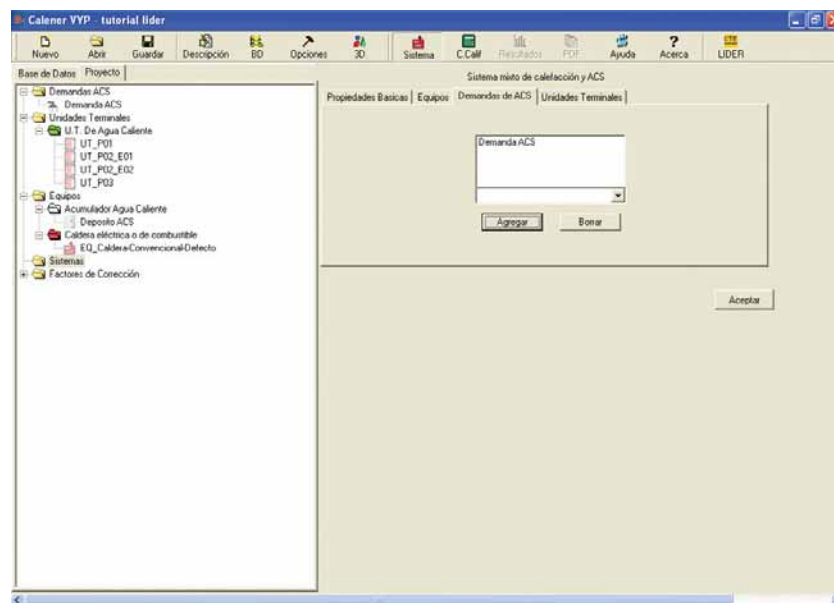 Calener VYP - tutorial lider
Nuevo Abrir Guardar Descripción BD Opciones 3D Sistema C.Calif Resultados PDF Ayuda Acerca LIDER
Base de Datos Proyecto
Demandas ACS
Demanda ACS
Unidades Terminales
U.T. De Agua Caliente
UT_P01
UT_P02_E01
UT_P02_E02
UT_P03
Equipos
Acumulador Agua Caliente
Deposito ACS
Caldera eléctrica o de combustible
EQ_Caldera-Convencional-Defecto
Sistemas
Factores de Corrección
Sistema mixto de calefacción y ACS
Propiedades Basicas Equipos Demandas de ACS Unidades Terminales
Demanda ACS
Agregar Borrar
Aceptar